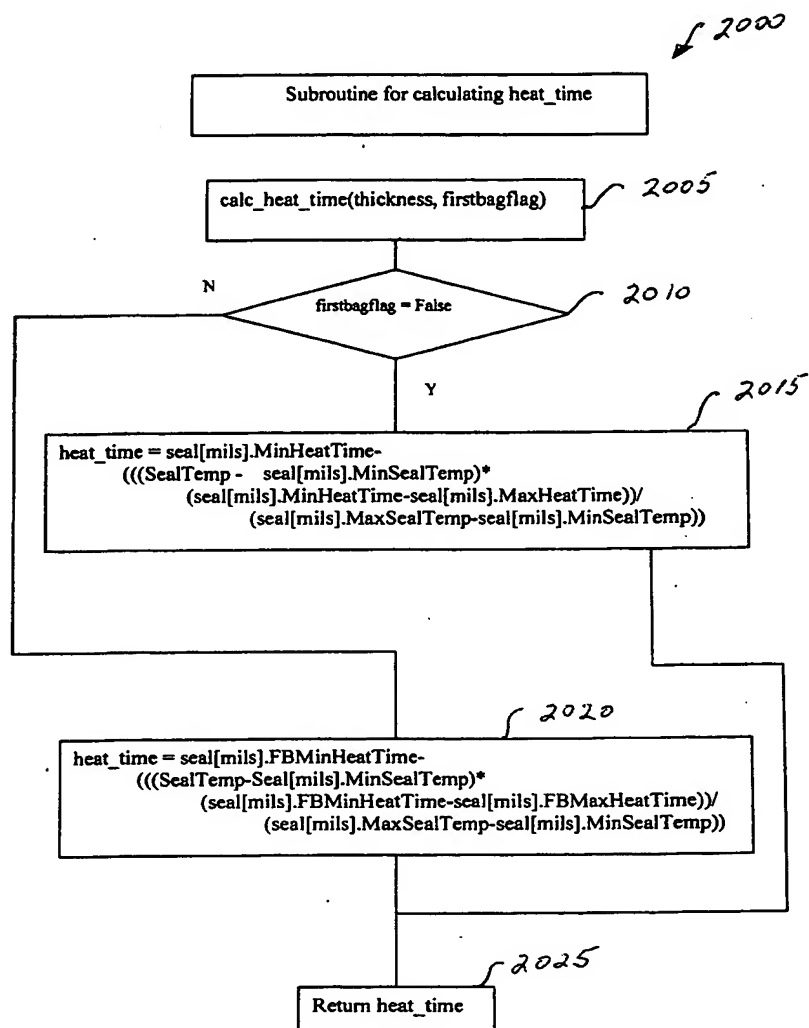 2000
Subroutine for calculating heat_time
calc_heat_time(thickness, firstbagflag)
2005
N
firstbagflag = False
2010
Y
2015
heat_time = seal[mils].MinHeatTime-
(((SealTemp - seal[mils].MinSealTemp)*
(seal[mils].MinHeatTime-seal[mils].MaxHeatTime))/
(seal[mils].MaxSealTemp-seal[mils].MinSealTemp))
2020
heat_time = seal[mils].FBMinHeatTime-
(((SealTemp-Seal[mils].MinSealTemp)*
(seal[mils].FBMinHeatTime-seal[mils].FBMaxHeatTime))/
(seal[mils].MaxSealTemp-seal[mils].MinSealTemp))
2025
Return heat_time